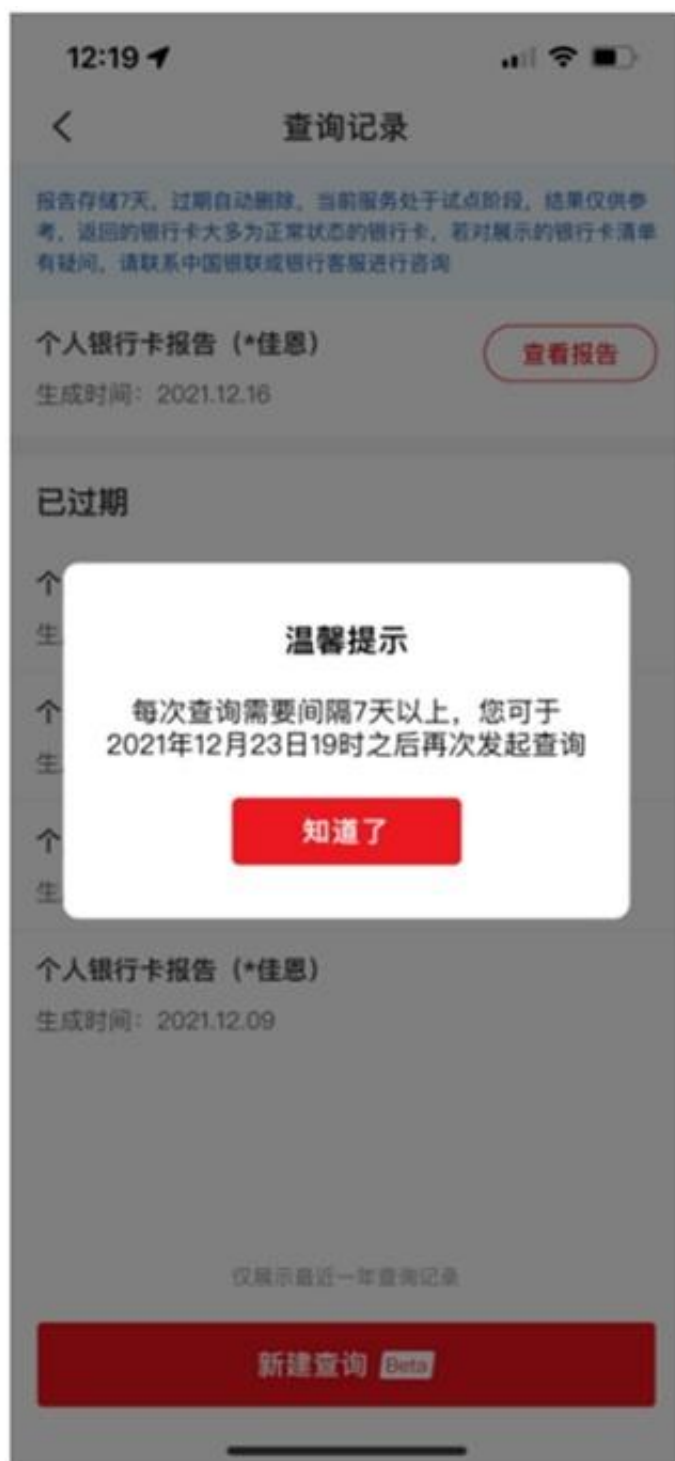 12:19
查询记录
报告存储7天，过期自动删除，当前服务处于试点阶段，结果仅供参
考，返回的银行卡大多为正常状态的银行卡，若对展示的银行卡清单
有疑问，请联系中国银联或银行客服进行咨询
个人银行卡报告（*佳恩）
查看报告
生成时间：2021.12.16
已过期
个
生
温馨提示
个
每次查询需要间隔7天以上，您可于
2021年12月23日19时之后再次发起查询
生
知道了
个
生
个人银行卡报告（*佳恩）
生成时间：2021.12.09
仅展示最近一年查询记录
新建查询 Beta